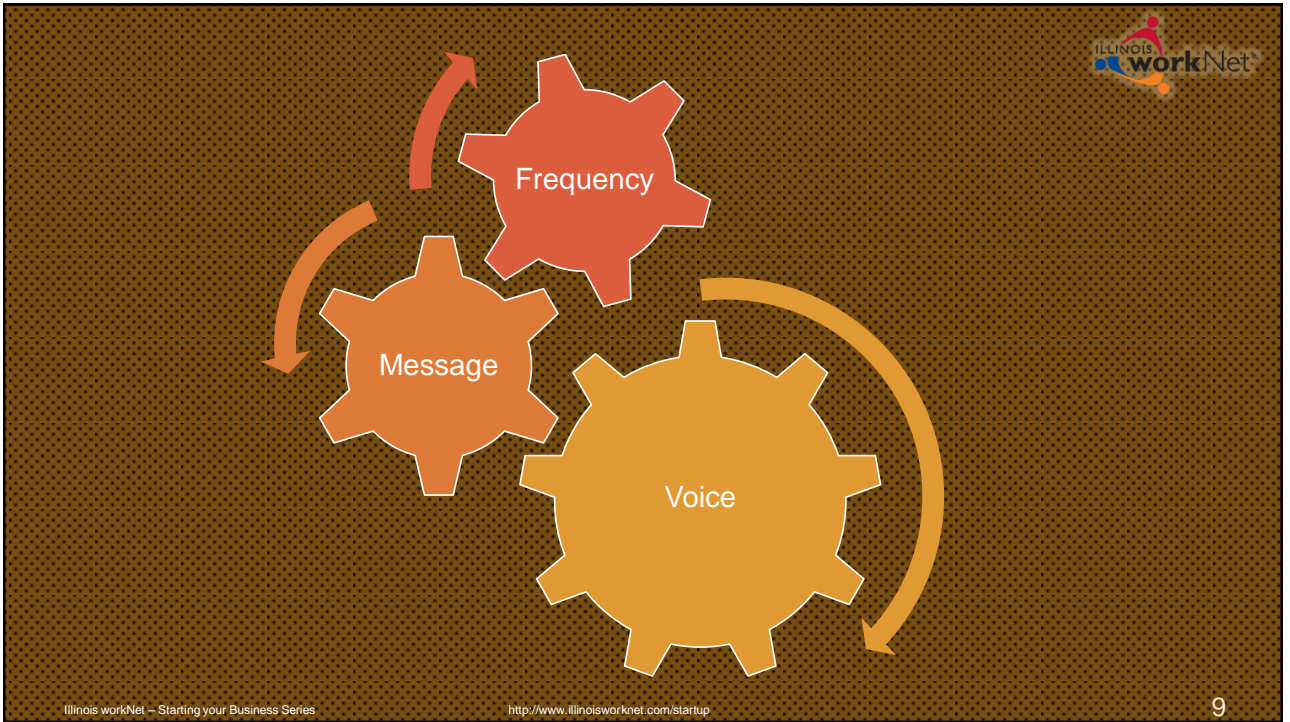 ILLINOIS
workNet
Frequency
Message
Voice
Illinois workNet – Starting your Business Series
http://www.illinoisworknet.com/startup
9